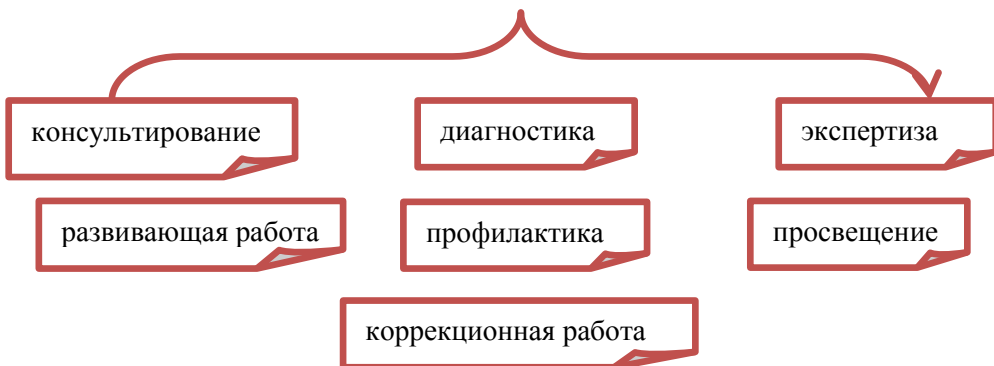 консультирование
диагностика
экспертиза
развивающая работа
профилактика
просвещение
коррекционная работа